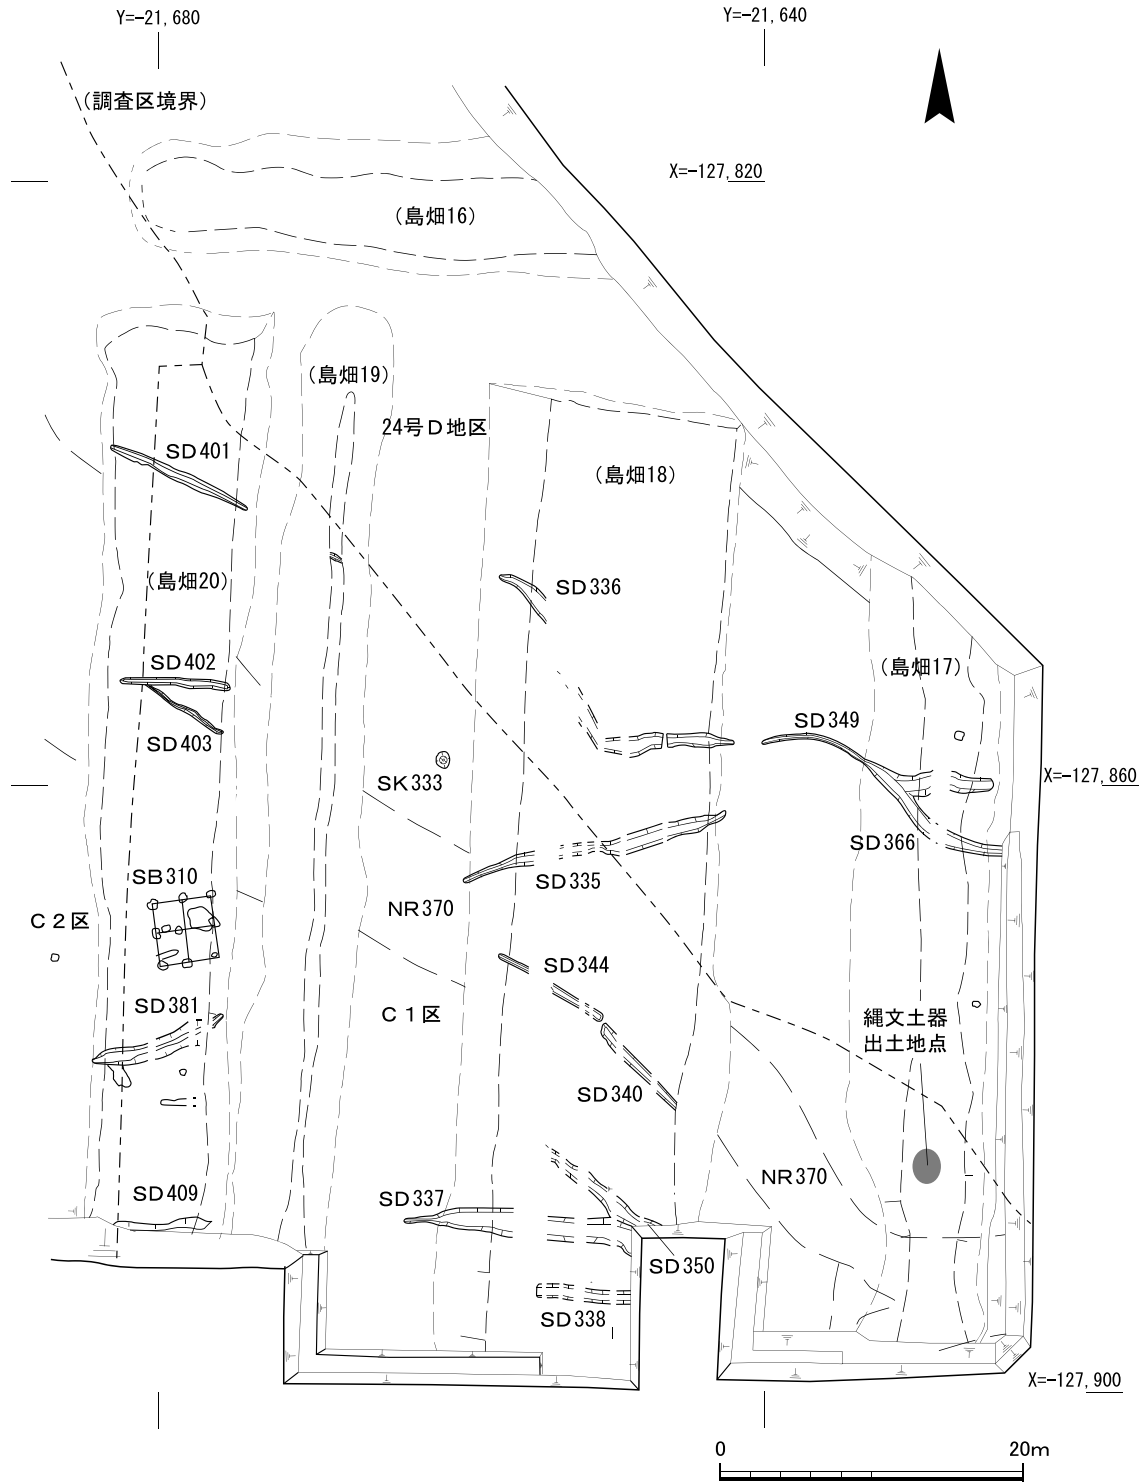 Y=-21,680
Y=-21,640
(調査区境界)
X=-127,820
(島畑16)
(島畑19)
24号D地区
SD401
(島畑18)
(島畑20)
SD336
SD402
(島畑17)
SD403
SD349
SK333
X=-127,860
SD366
SB310
SD335
NR370
C2区
SD344
SD381
C1区
縄文土器
出土地点
SD340
NR370
SD409
SD337
SD350
SD338
X=-127,900
0
20m